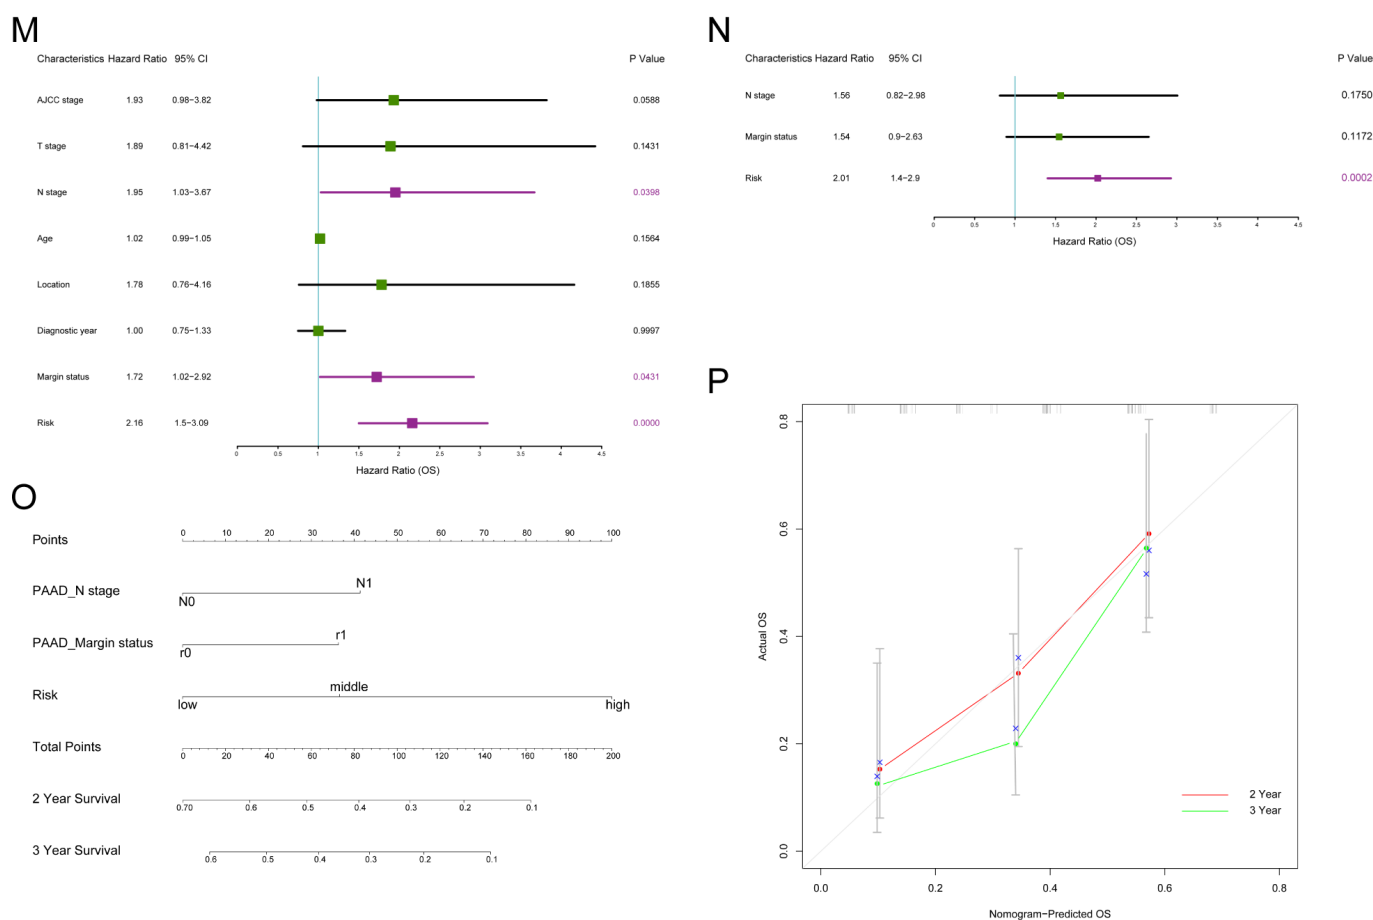 M
Characteristics Hazard Ratio 95% CI P Value
AJCC stage 1.93 0.98−3.82 0.0588
T stage 1.89 0.81−4.42 0.1431
N stage 1.95 1.03−3.67 0.0398
Age 1.02 0.99−1.05 0.1564
Location 1.78 0.76−4.16 0.1855
Diagnostic year 1.00 0.75−1.33 0.9997
Margin status 1.72 1.02−2.92 0.0431
Risk 2.16 1.5−3.09 0.0000
0 0.5 1 1.5 2 2.5 3 3.5 4 4.5
Hazard Ratio (OS)
N
Characteristics Hazard Ratio 95% CI P Value
N stage 1.56 0.82−2.98 0.1750
Margin status 1.54 0.9−2.63 0.1172
Risk 2.01 1.4−2.9 0.0002
0 0.5 1 1.5 2 2.5 3 3.5 4 4.5
Hazard Ratio (OS)
O
Points 0 10 20 30 40 50 60 70 80 90 100
PAAD_N stage N0 N1
PAAD_Margin status r0 r1
Risk low middle high
Total Points 0 20 40 60 80 100 120 140 160 180 200
2 Year Survival 0.70 0.6 0.5 0.4 0.3 0.2 0.1
3 Year Survival 0.6 0.5 0.4 0.3 0.2 0.1
P
Actual OS
0.8
0.6
0.4
0.2
0.0
2 Year
3 Year
0.0 0.2 0.4 0.6 0.8
Nomogram−Predicted OS